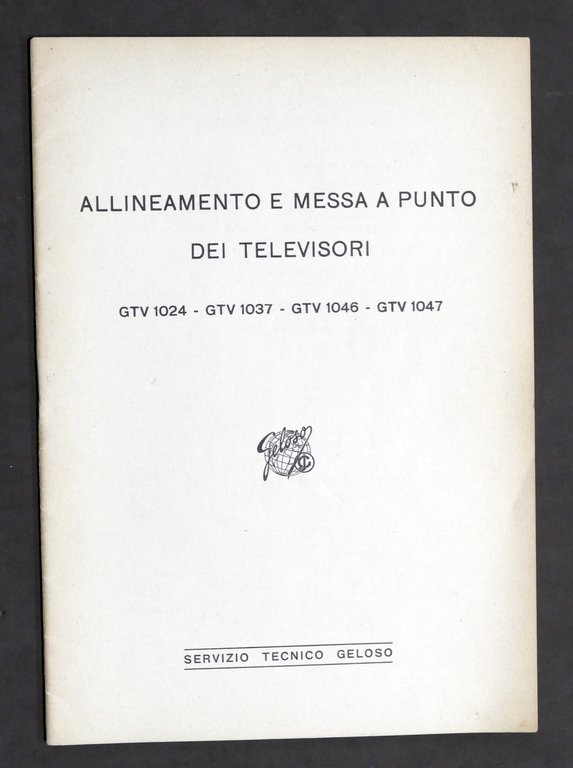 ALLINEAMENTO E MESSA A PUNTO
DEI TELEVISORI
GTV 1024 - GTV 1037 - GTV 1046 - GTV 1047
Geloso
SERVIZIO TECNICO GELOSO